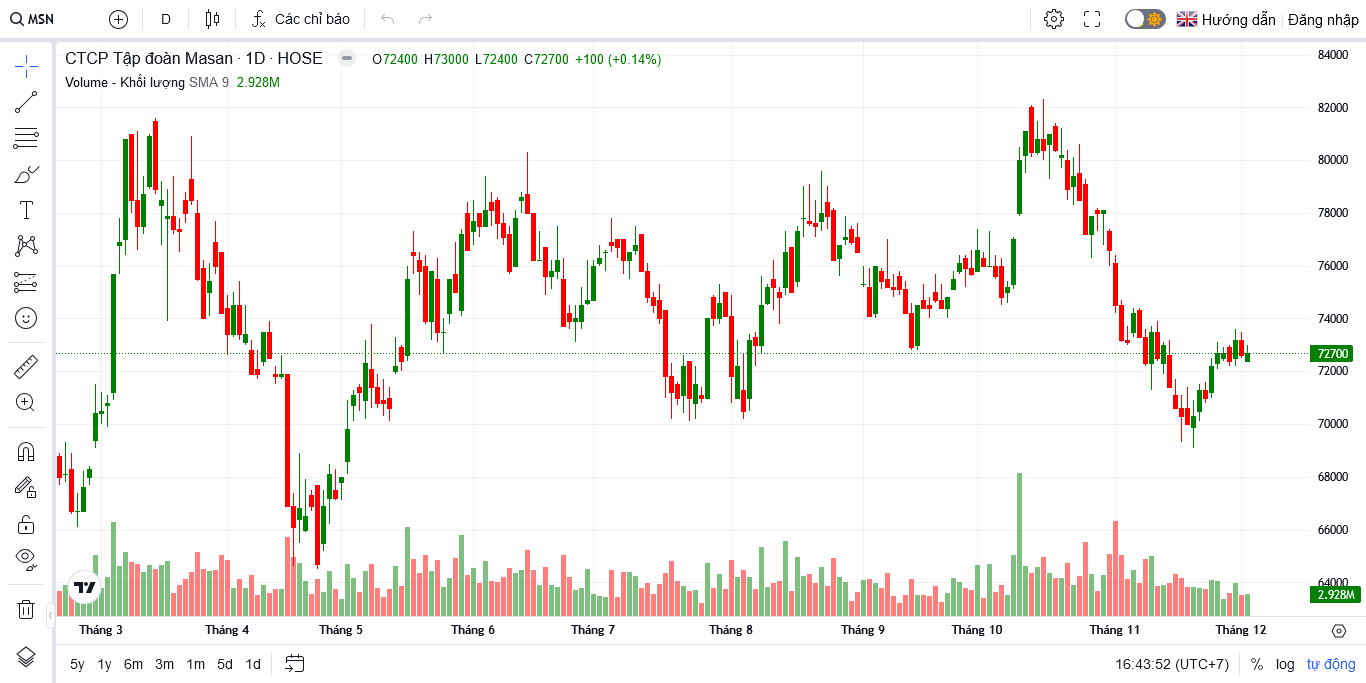 MSN D Các chỉ báo Hướng dẫn Đăng nhập
CTCP Tập đoàn Masan · 1D · HOSE O72400 H73000 L72400 C72700 +100 (+0.14%)
Volume - Khối lượng SMA 9 2.928M
84000
82000
80000
78000
76000
74000
72700
72000
70000
68000
66000
64000
2.928M
Tháng 3 Tháng 4 Tháng 5 Tháng 6 Tháng 7 Tháng 8 Tháng 9 Tháng 10 Tháng 11 Tháng 12
5y 1y 6m 3m 1m 5d 1d 16:43:52 (UTC+7) % log tự động